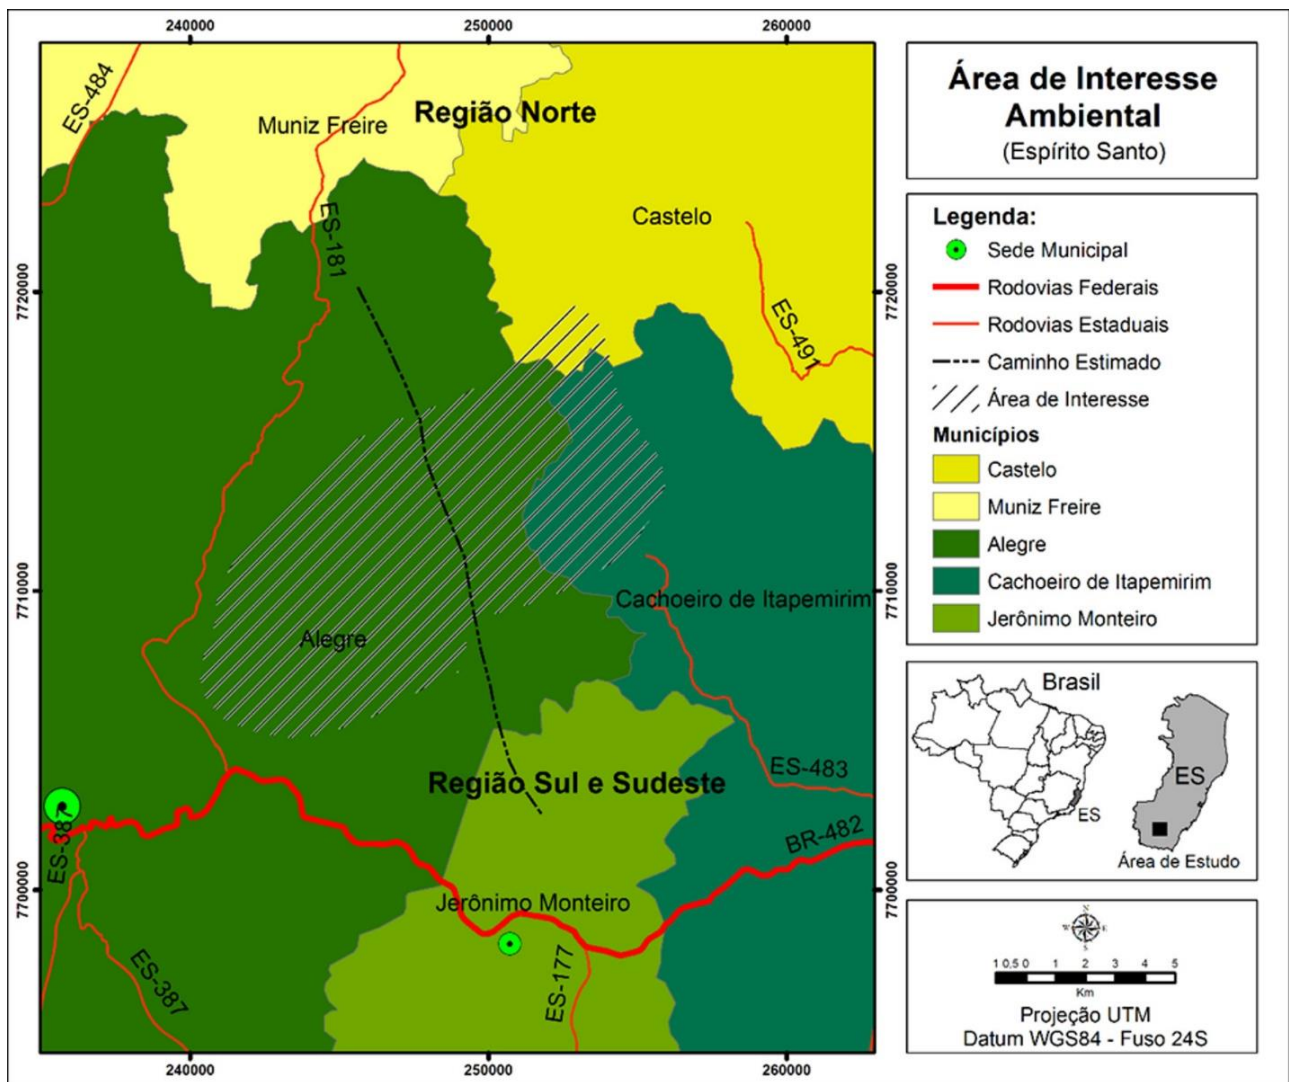 240000
250000
260000
ES-484
Muniz Freire
Região Norte
Castelo
ES-181
7720000
7720000
ES-491
7710000
7710000
Cachoeiro de Itapemirim
Alegre
Região Sul e Sudeste
ES-483
BR-482
ES-387
7700000
7700000
Jerônimo Monteiro
ES-387
ES-177
240000
250000
260000
Área de Interesse
Ambiental
(Espírito Santo)
Legenda:
Sede Municipal
Rodovias Federais
Rodovias Estaduais
Caminho Estimado
Área de Interesse
Municípios
Castelo
Muniz Freire
Alegre
Cachoeiro de Itapemirim
Jerônimo Monteiro
Brasil
ES
ES
Área de Estudo
N
W E
S
1 0,5 0 1 2 3 4 5
Km
Projeção UTM
Datum WGS84 - Fuso 24S